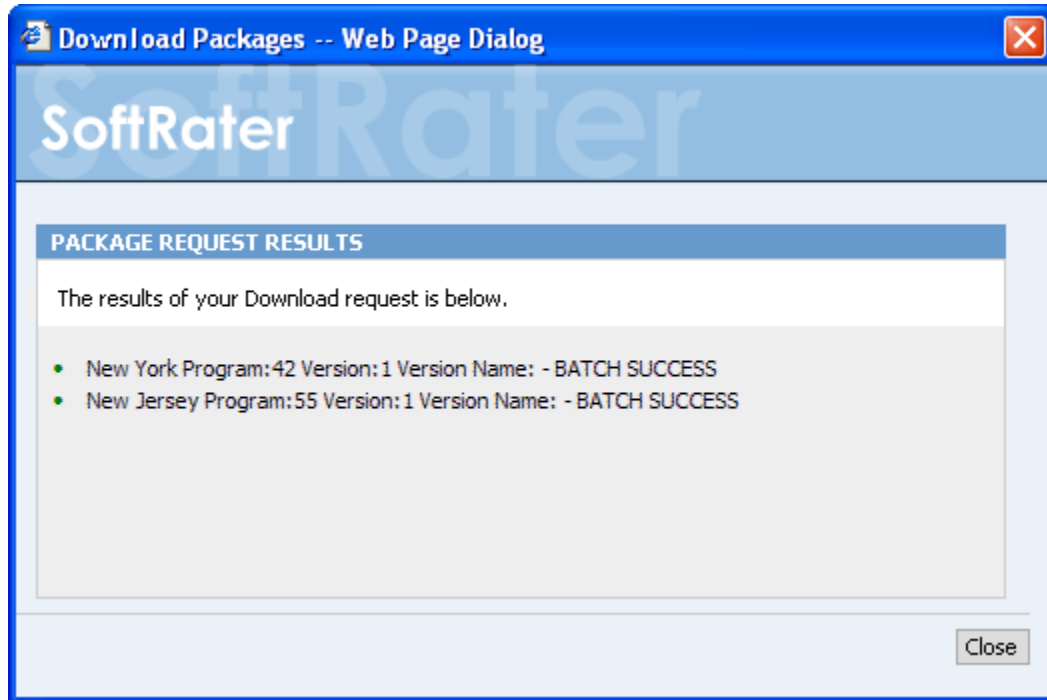 Download Packages -- Web Page Dialog
SoftRater
SoftRater
PACKAGE REQUEST RESULTS
The results of your Download request is below.
New York Program:42 Version:1 Version Name: - BATCH SUCCESS
New Jersey Program:55 Version:1 Version Name: - BATCH SUCCESS
Close